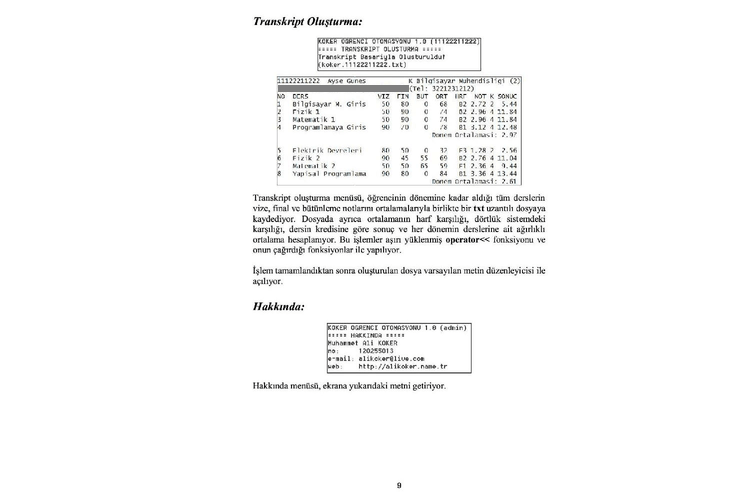 Transkript Oluşturma:
KOKER OGRENCI OTOMASYONU 1.0 (11122211222)
===== TRANSKRIPT OLUSTURMA =====
Transkript Basariyla Olusturuldu!
(koker.11122211222.txt)
11122211222 Ayse Gunes K Bilgisayar Muhendisligi (2)
(Tel: 3221231212)
NO DERS VIZ FIN BUT ORT HRF NOT K SONUC
1 Bilgisayar M. Giris 50 80 0 68 B2 2.72 2 5.44
2 Fizik 1 50 90 0 74 B2 2.96 4 11.84
3 Matematik 1 50 90 0 74 B2 2.96 4 11.84
4 Programlamaya Giris 90 70 0 78 B1 3.12 4 12.48
Donem Ortalamasi: 2.97
5 Elektrik Devreleri 80 50 0 32 F3 1.28 2 2.56
6 Fizik 2 90 45 55 69 B2 2.76 4 11.04
7 Matematik 2 50 50 65 59 F1 2.36 4 9.44
8 Yapisal Programlama 90 80 0 84 B1 3.36 4 13.44
Donem Ortalamasi: 2.61
Transkript oluşturma menüsü, öğrencinin dönemine kadar aldığı tüm derslerin
vize, final ve bütünleme notlarını ortalamalarıyla birlikte bir txt uzantılı dosyaya
kaydediyor. Dosyada ayrıca ortalamanın harf karşılığı, dörtlük sistemdeki
karşılığı, dersin kredisine göre sonuç ve her dönemin derslerine ait ağırlıklı
ortalama hesaplanıyor. Bu işlemler aşırı yüklenmiş operator<< fonksiyonu ve
onun çağırdığı fonksiyonlar ile yapılıyor.
İşlem tamamlandıktan sonra oluşturulan dosya varsayılan metin düzenleyicisi ile
açılıyor.
Hakkında:
KOKER OGRENCI OTOMASYONU 1.0 (admin)
===== HAKKINDA =====
Muhammet Ali KOKER
no: 120255013
e-mail: alikoker@live.com
web: http://alikoker.name.tr
Hakkında menüsü, ekrana yukarıdaki metni getiriyor.
9